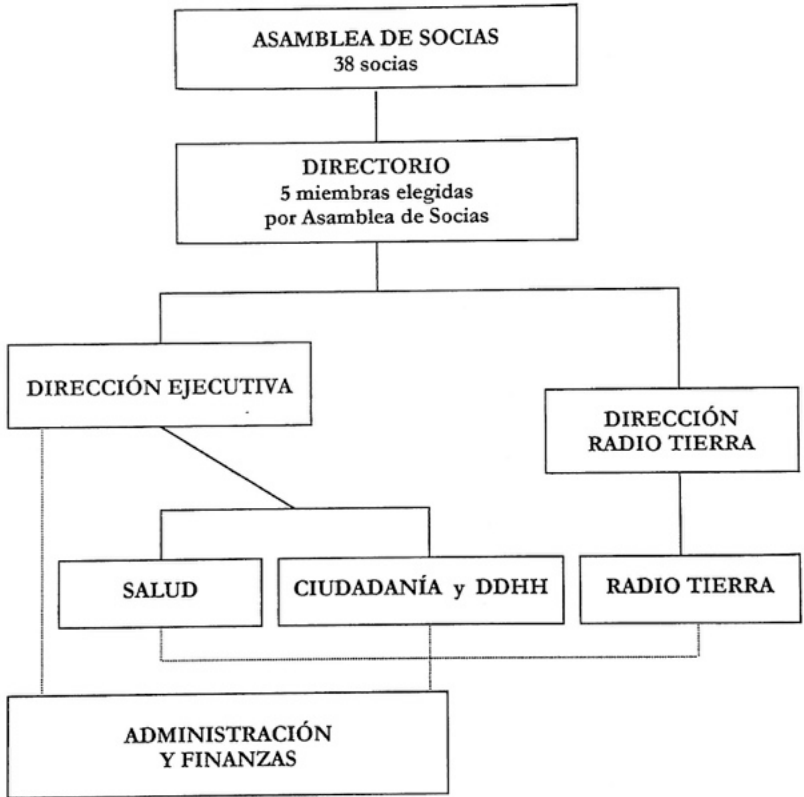 ASAMBLEA DE SOCIAS
38 socias
DIRECTORIO
5 miembras elegidas
por Asamblea de Socias
DIRECCIÓN EJECUTIVA
DIRECCIÓN
RADIO TIERRA
SALUD
CIUDADANÍA y DDHH
RADIO TIERRA
ADMINISTRACIÓN
Y FINANZAS